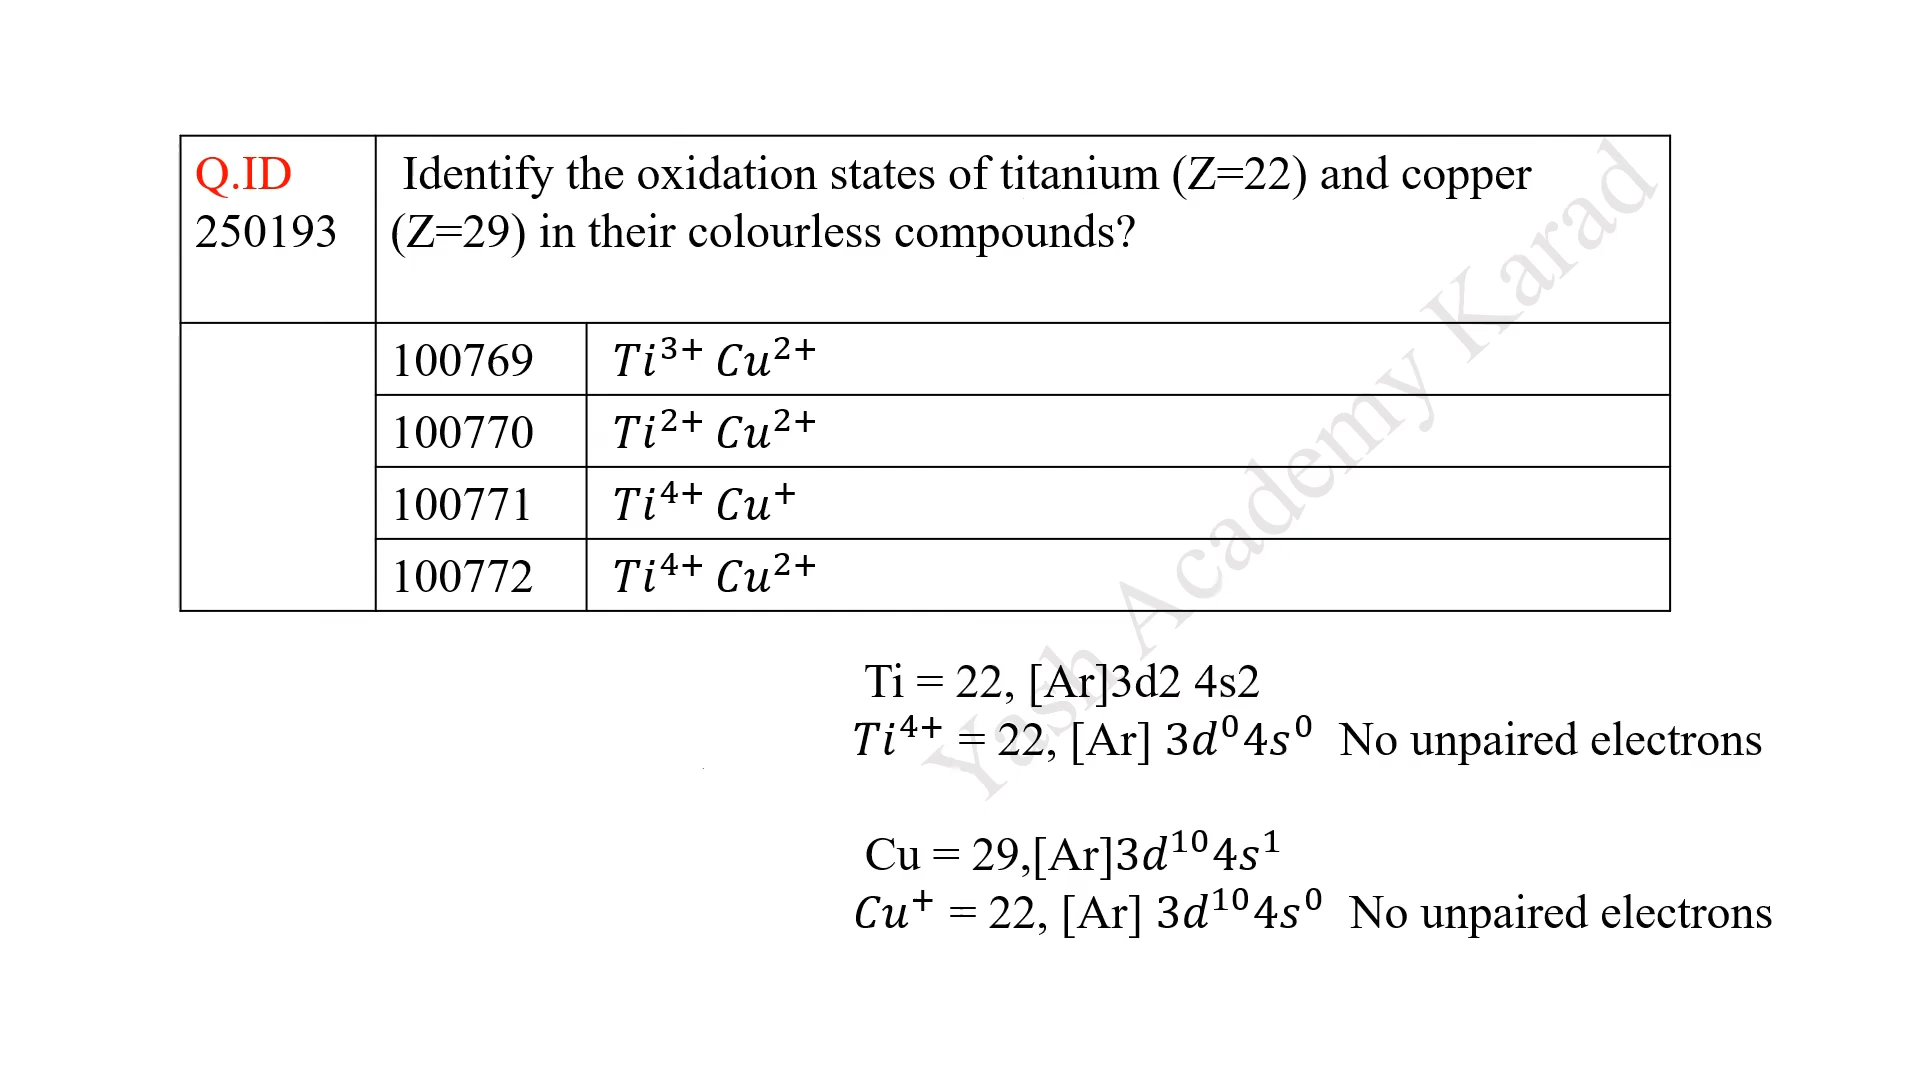 Q.ID
250193
Identify the oxidation states of titanium (Z=22) and copper
(Z=29) in their colourless compounds?
100769 Ti³⁺ Cu²⁺
100770 Ti²⁺ Cu²⁺
100771 Ti⁴⁺ Cu⁺
100772 Ti⁴⁺ Cu²⁺
Ti = 22, [Ar]3d2 4s2
Ti⁴⁺ = 22, [Ar] 3d⁰4s⁰ No unpaired electrons
Cu = 29,[Ar]3d¹⁰4s¹
Cu⁺ = 22, [Ar] 3d¹⁰4s⁰ No unpaired electrons
Yash Academy Karad